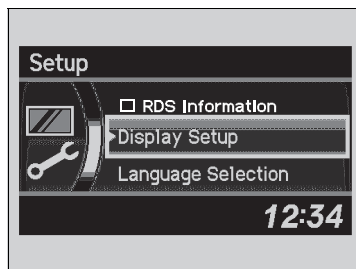 Setup
RDS Information
Display Setup
Language Selection
12:34